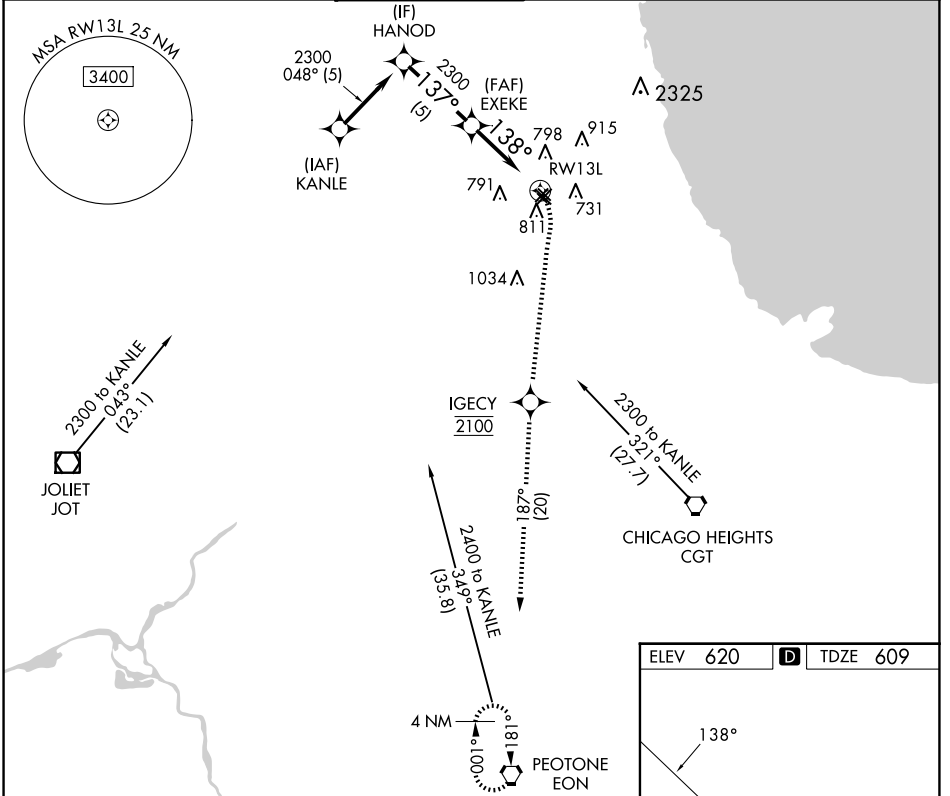 MSA RW13L 25 NM
3400
(IF)
HANOD
2300
048° (5)
2300
137°
(5)
(FAF)
EXEKE
138°
(IAF)
KANLE
2325
798
915
RW13L
791
811
731
1034
2300 to KANLE
043°
(23.1)
JOLIET
JOT
IGECY
2100
2300 to KANLE
321°
(27.7)
CHICAGO HEIGHTS
CGT
187°
(20)
2400 to KANLE
349°
(35.8)
4 NM
181°
001°
PEOTONE
EON
ELEV 620 D TDZE 609
138°